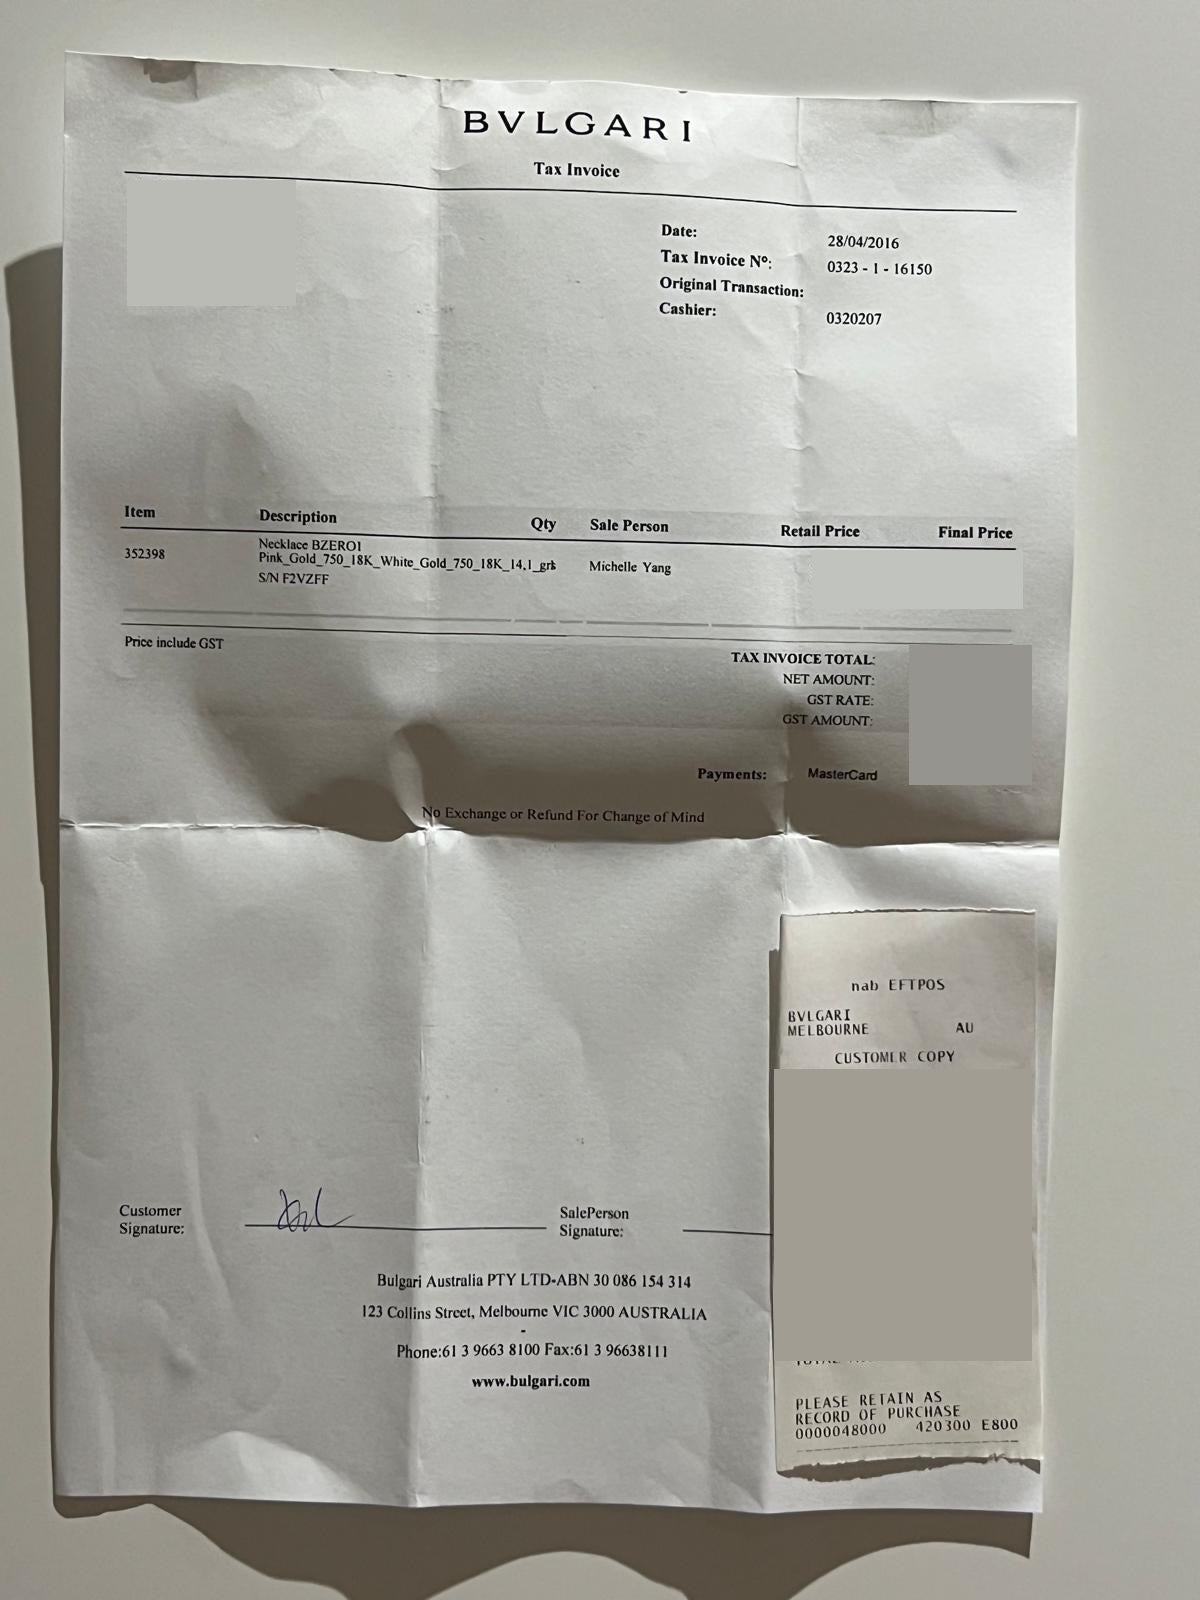 BVLGARI
Tax Invoice
Date: 28/04/2016
Tax Invoice Nº: 0323 - 1 - 16150
Original Transaction:
Cashier: 0320207
Item Description Qty Sale Person Retail Price Final Price
352398 Necklace BZERO1
Pink_Gold_750_18K_White_Gold_750_18K_14.1_gr Michelle Yang
S/N F2VZFF
Price include GST
TAX INVOICE TOTAL:
NET AMOUNT:
GST RATE:
GST AMOUNT:
Payments: MasterCard
No Exchange or Refund For Change of Mind
nab EFTPOS
BVLGARI
MELBOURNE AU
CUSTOMER COPY
PLEASE RETAIN AS
RECORD OF PURCHASE
0000048000 420300 E800
Customer
Signature:
SalePerson
Signature:
Bulgari Australia PTY LTD-ABN 30 086 154 314
123 Collins Street, Melbourne VIC 3000 AUSTRALIA
-
Phone:61 3 9663 8100 Fax:61 3 96638111
www.bulgari.com